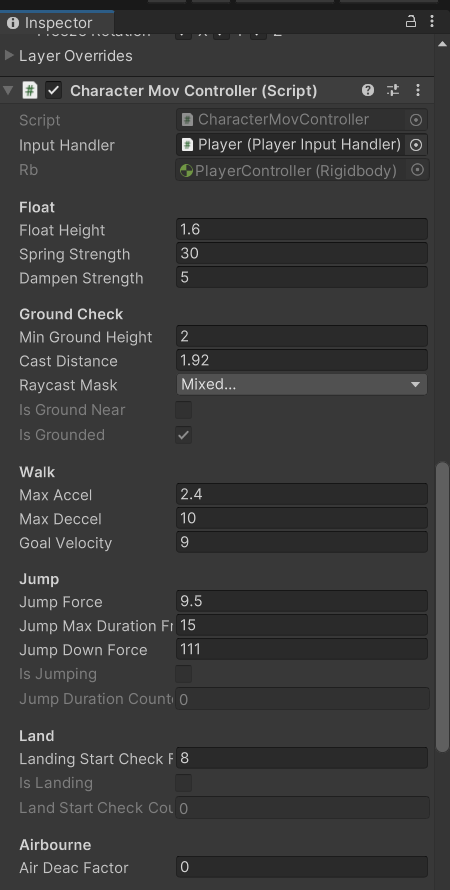 Inspector
Layer Overrides
Character Mov Controller (Script)
Script CharacterMovController
Input Handler Player (Player Input Handler)
Rb PlayerController (Rigidbody)
Float
Float Height 1.6
Spring Strength 30
Dampen Strength 5
Ground Check
Min Ground Height 2
Cast Distance 1.92
Raycast Mask Mixed...
Is Ground Near
Is Grounded
Walk
Max Accel 2.4
Max Deccel 10
Goal Velocity 9
Jump
Jump Force 9.5
Jump Max Duration Fr 15
Jump Down Force 111
Is Jumping
Jump Duration Count 0
Land
Landing Start Check F 8
Is Landing
Land Start Check Cou 0
Airbourne
Air Deac Factor 0